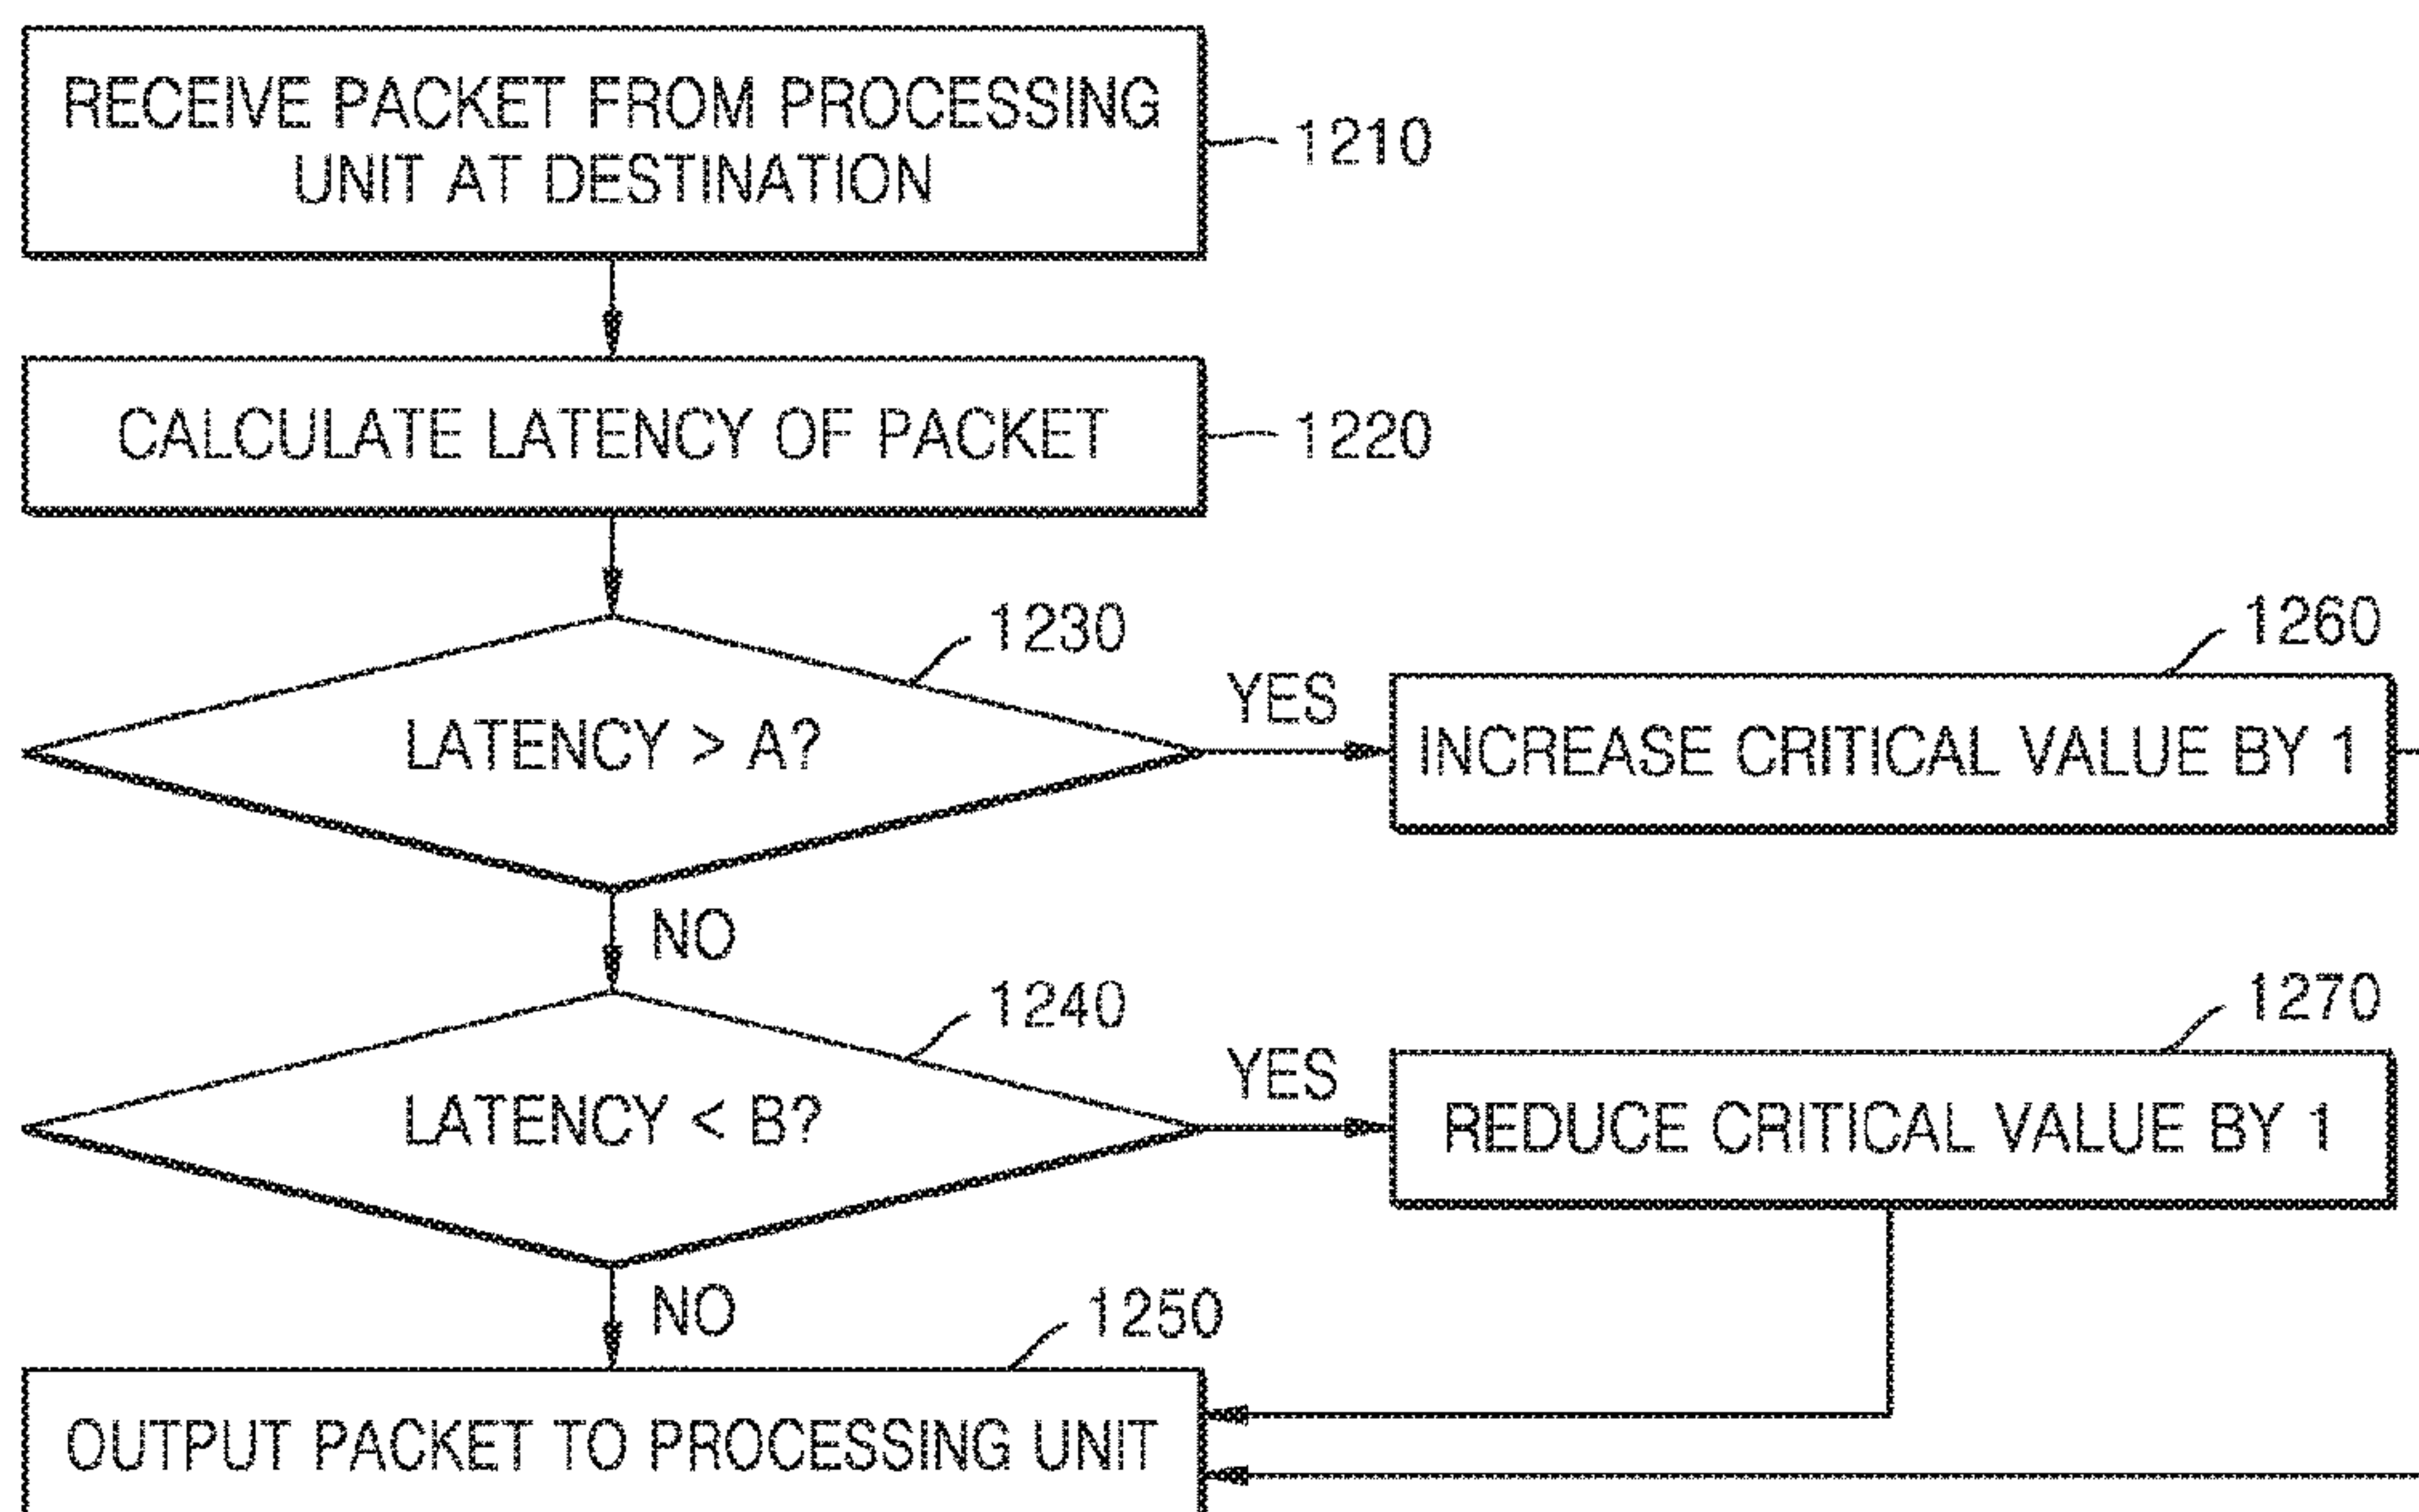 RECEIVE PACKET FROM PROCESSING
UNIT AT DESTINATION
1210
CALCULATE LATENCY OF PACKET
1220
1230
LATENCY > A?
YES
1260
INCREASE CRITICAL VALUE BY 1
NO
1240
LATENCY < B?
YES
1270
REDUCE CRITICAL VALUE BY 1
NO
1250
OUTPUT PACKET TO PROCESSING UNIT